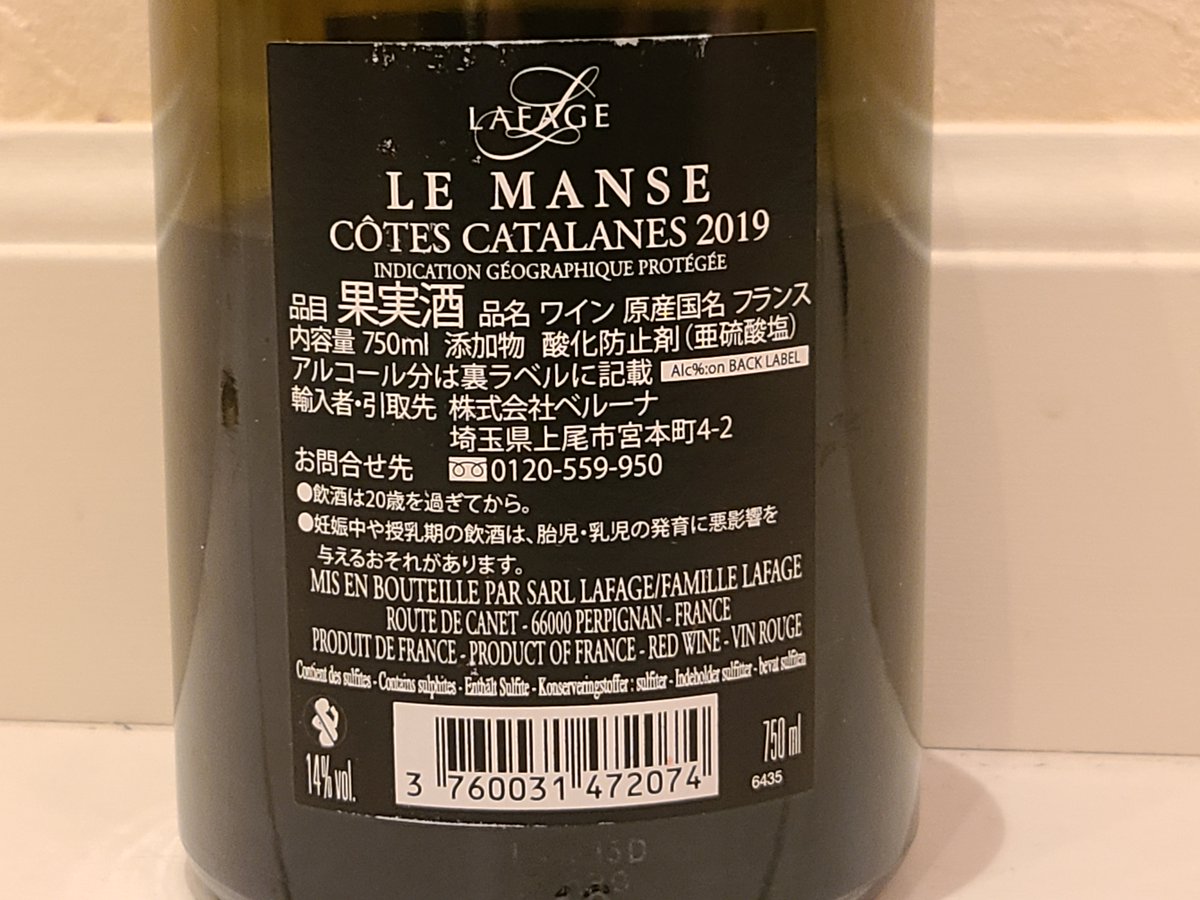 LAFAGE
LE MANSE
CÔTES CATALANES 2019
INDICATION GÉOGRAPHIQUE PROTÉGÉE
品目 果実酒 品名 ワイン 原産国名 フランス
内容量 750ml 添加物 酸化防止剤(亜硫酸塩)
アルコール分は裏ラベルに記載 Alc%:on BACK LABEL
輸入者・引取先 株式会社ベルーナ
埼玉県上尾市宮本町4-2
お問合せ先 0120-559-950
●飲酒は20歳を過ぎてから。
●妊娠中や授乳期の飲酒は、胎児・乳児の発育に悪影響を
与えるおそれがあります。
MIS EN BOUTEILLE PAR SARL LAFAGE/FAMILLE LAFAGE
ROUTE DE CANET - 66000 PERPIGNAN - FRANCE
PRODUIT DE FRANCE - PRODUCT OF FRANCE - RED WINE - VIN ROUGE
Contient des sulfites - Contains sulphites - Enthält Sulfite - Konserveringstoffer : sulfiter - Indeholder sulfitter - bevat sulfiten
14% vol.
3 760031 472074
750 ml
6435